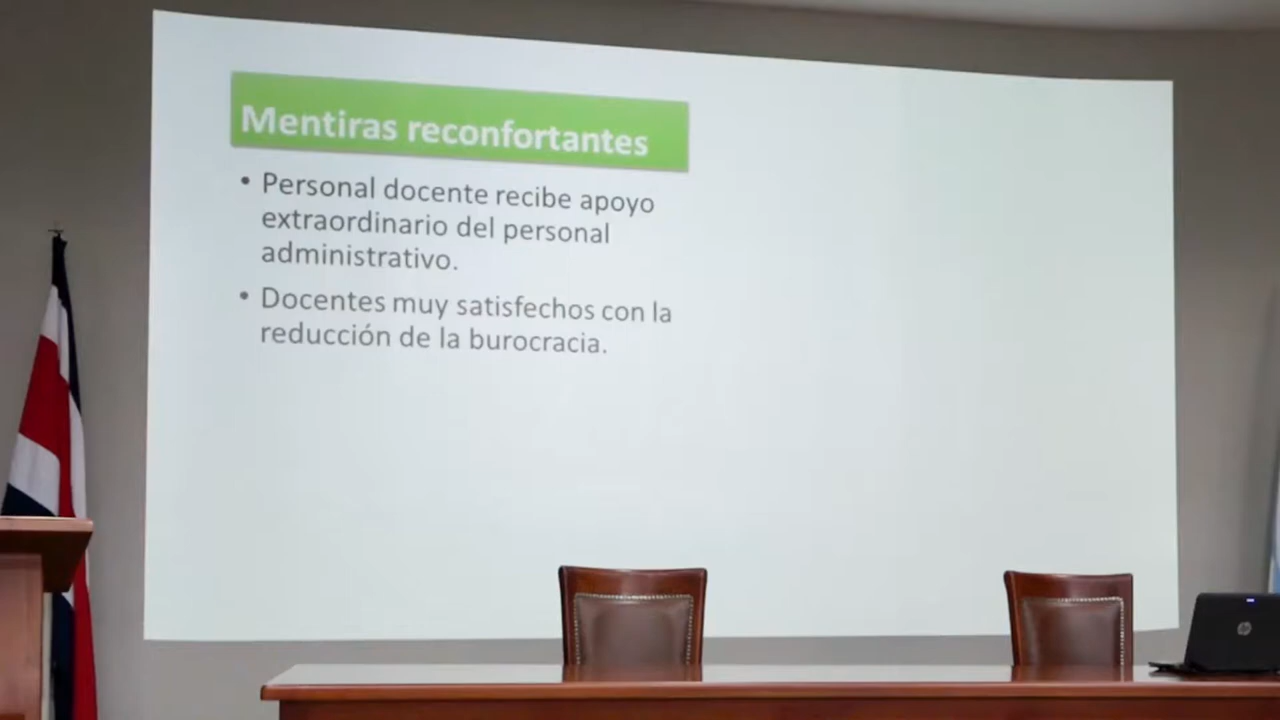 Mentiras reconfortantes
• Personal docente recibe apoyo
extraordinario del personal
administrativo.
• Docentes muy satisfechos con la
reducción de la burocracia.
hp